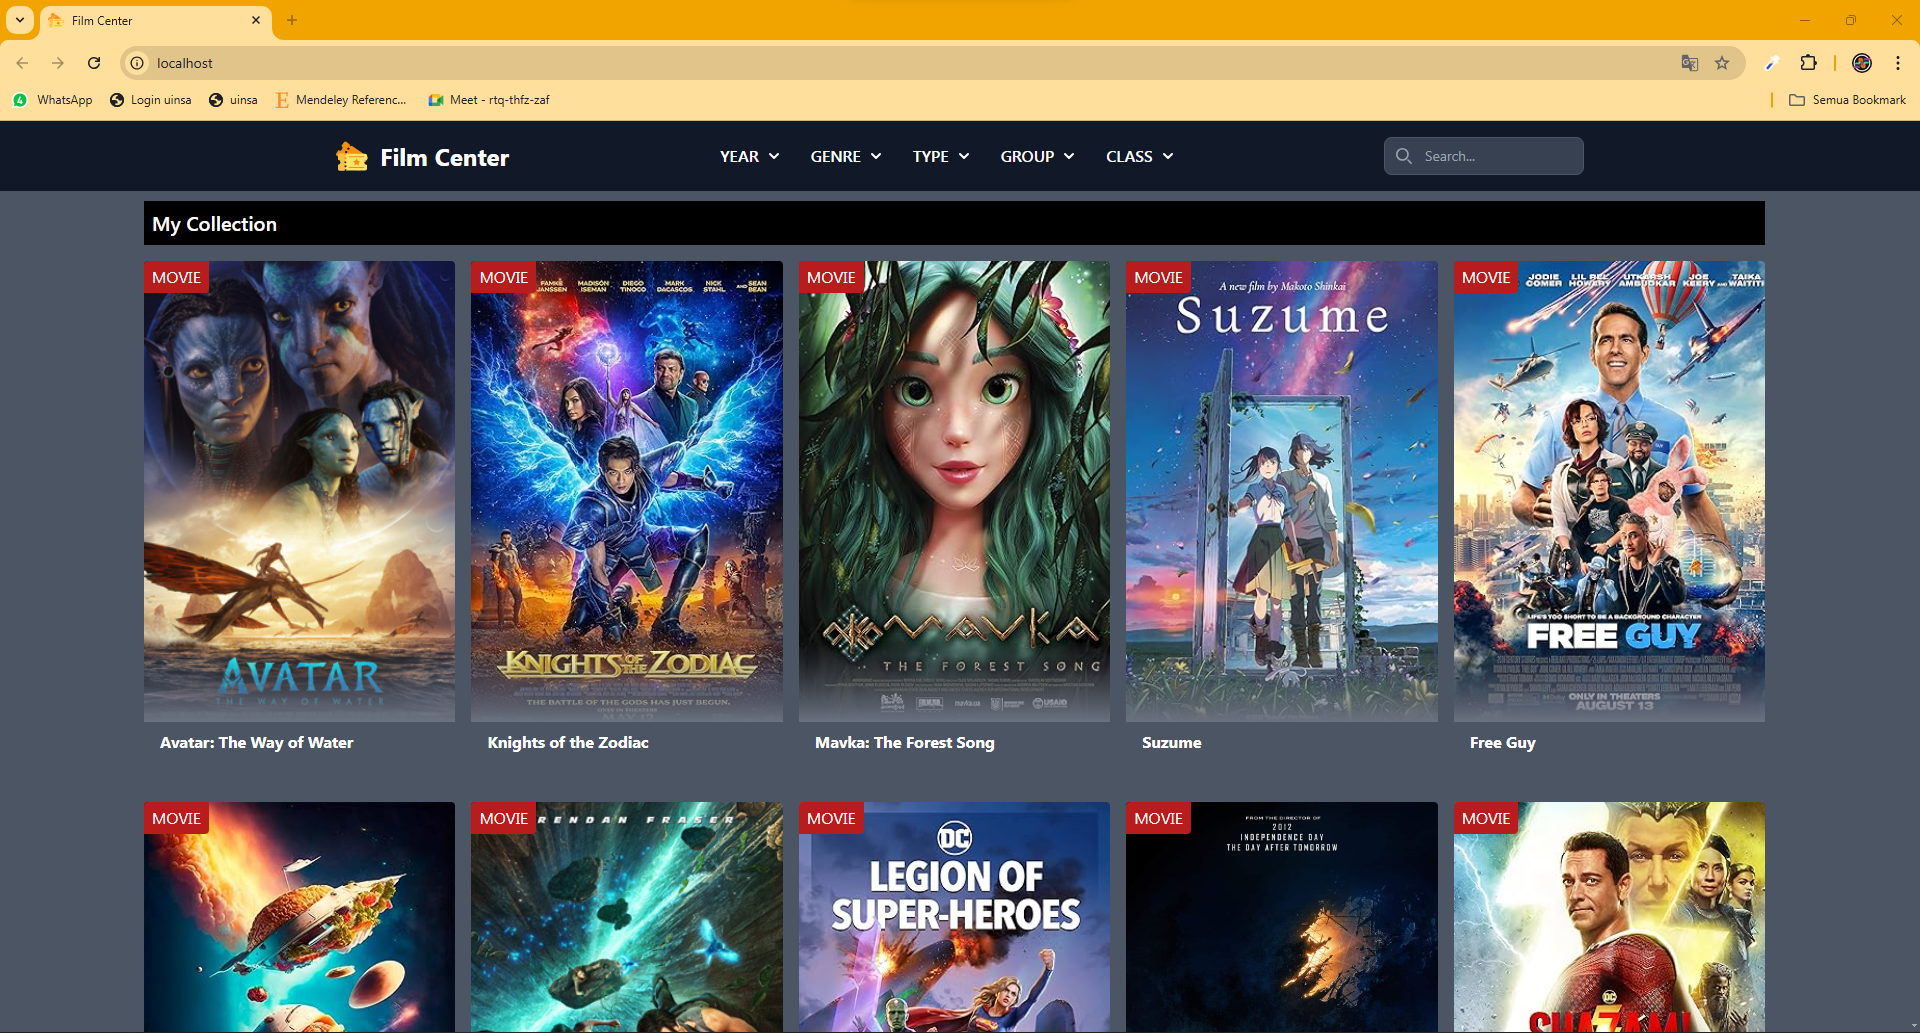 Film Center
localhost
WhatsApp
Login uinsa
uinsa
Mendeley Referenc...
Meet - rtq-thfz-zaf
Semua Bookmark
Film Center
YEAR
GENRE
TYPE
GROUP
CLASS
Search...
My Collection
MOVIE
AVATAR
THE WAY OF WATER
Avatar: The Way of Water
MOVIE
FAMKE JANSSEN MADISON ISEMAN DIEGO TINOCO MARK DACASCOS NICK STAHL AND SEAN BEAN
KNIGHTS OF THE ZODIAC
THE BATTLE OF THE GODS HAS JUST BEGUN.
MAY 12
Knights of the Zodiac
MOVIE
MAVKA
THE FOREST SONG
USAID
Mavka: The Forest Song
MOVIE
A new film by Makoto Shinkai
Suzume
Suzume
MOVIE
JODIE COMER LIL REL HOWERY UTKARSH AMBUDKAR JOE KEERY AND TAIKA WAITITI
LIFE'S TOO SHORT TO BE A BACKGROUND CHARACTER
FREE GUY
ONLY IN THEATERS
AUGUST 13
Free Guy
MOVIE
MOVIE
RENDAN FRASER
MOVIE
DC
LEGION OF
SUPER-HEROES
MOVIE
FROM THE DIRECTOR OF
2012
INDEPENDENCE DAY
THE DAY AFTER TOMORROW
MOVIE
DC
SHAZAM!